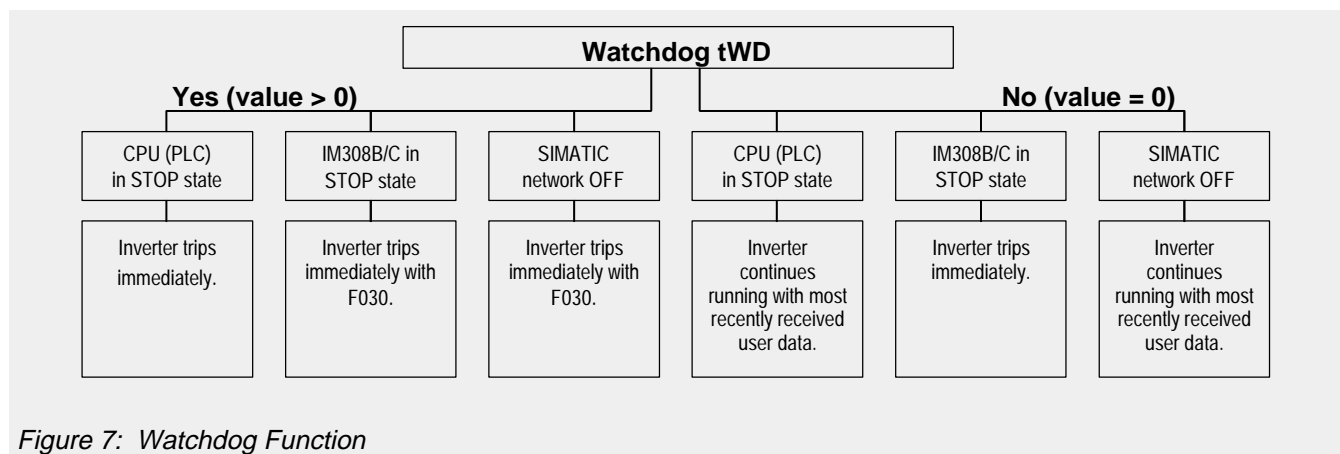 Watchdog tWD
Yes (value > 0)
No (value = 0)
CPU (PLC)
in STOP state
IM308B/C in
STOP state
SIMATIC
network OFF
CPU (PLC)
in STOP state
IM308B/C in
STOP state
SIMATIC
network OFF
Inverter trips
immediately.
Inverter trips
immediately with
F030.
Inverter trips
immediately with
F030.
Inverter
continues
running with most
recently received
user data.
Inverter trips
immediately.
Inverter
continues
running with most
recently received
user data.
Figure 7: Watchdog Function